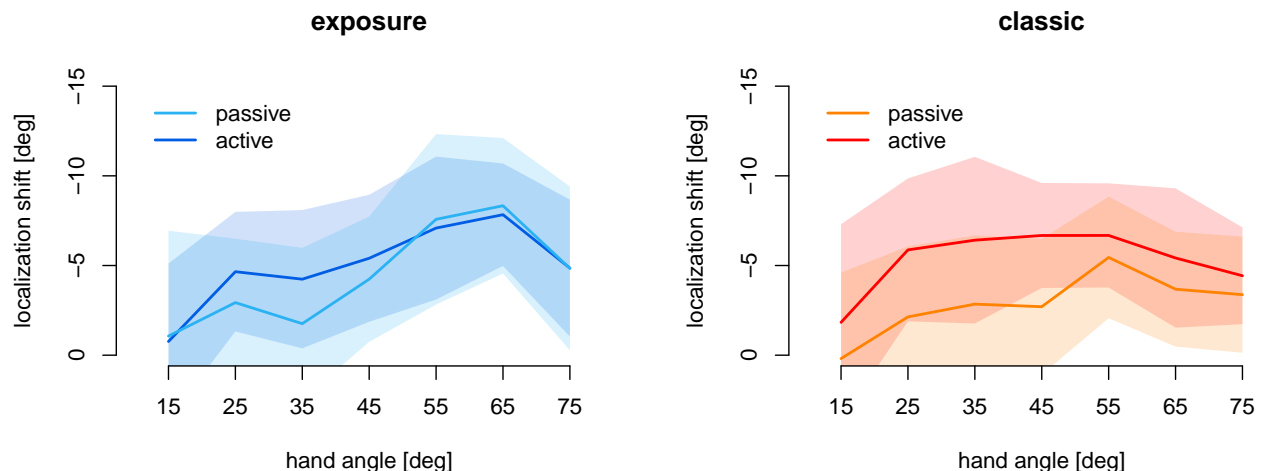 exposure
localization shift [deg]
−15
−10
−5
0
passive
active
15 25 35 45 55 65 75
hand angle [deg]
classic
localization shift [deg]
−15
−10
−5
0
passive
active
15 25 35 45 55 65 75
hand angle [deg]